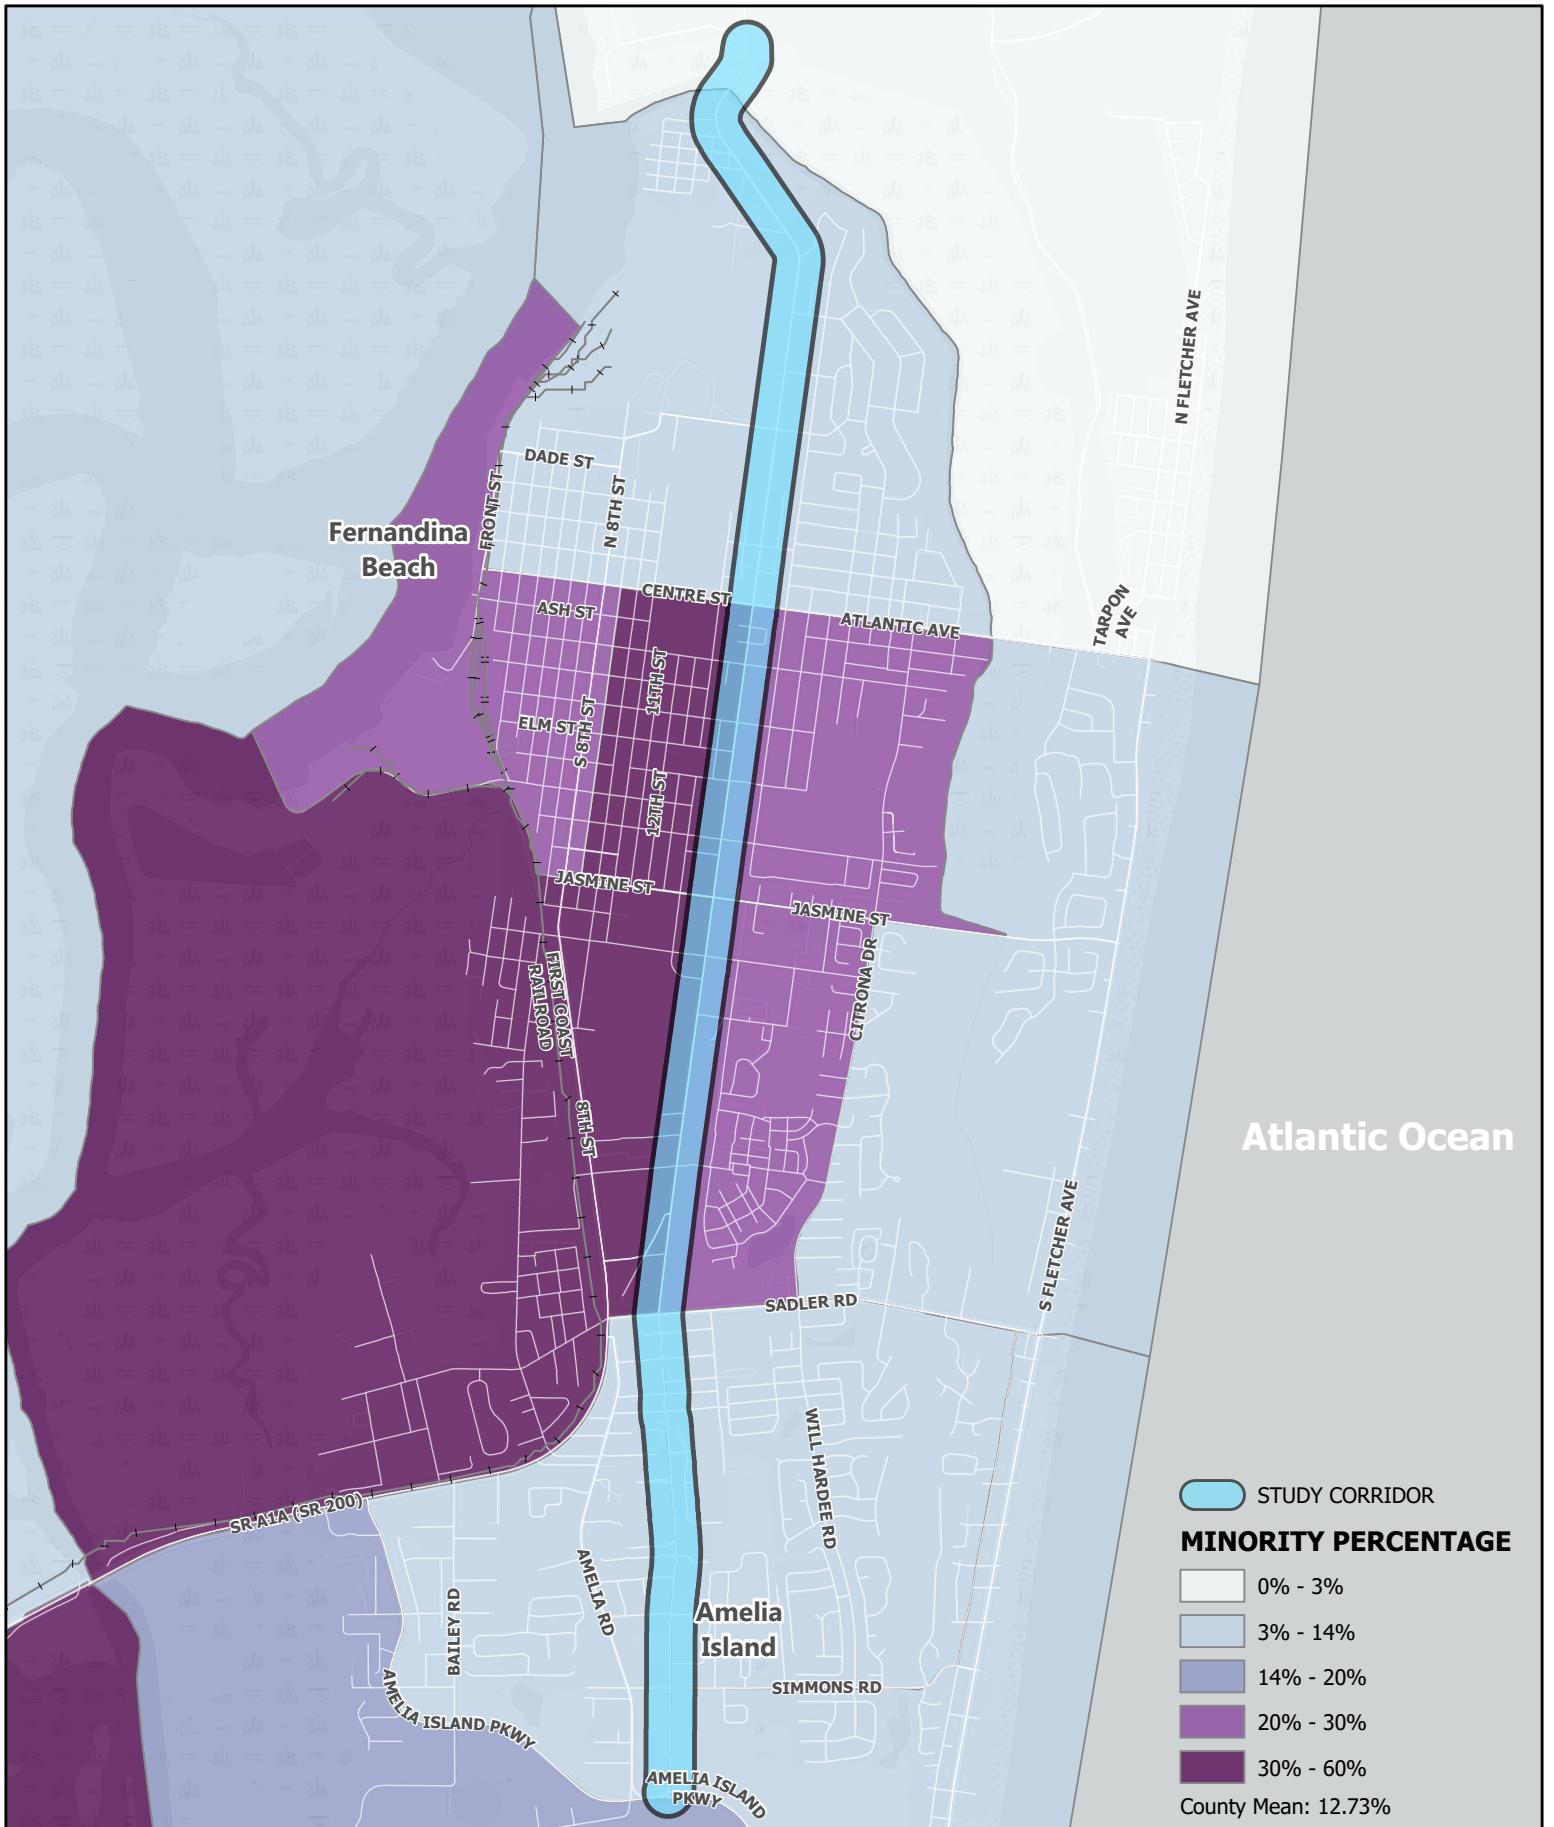 N FLETCHER AVE
DADE ST
FRONT ST
N 8TH ST
Fernandina
Beach
CENTRE ST
ASH ST
ATLANTIC AVE
TARPON
AVE
11TH ST
ELM ST
S 8TH ST
12TH ST
JASMINE ST
JASMINE ST
CITRONA DR
FIRST COAST
RAILROAD
8TH ST
Atlantic Ocean
S FLETCHER AVE
SADLER RD
WILL HARDEE RD
SR A1A (SR 200)
AMELIA RD
BAILEY RD
Amelia
Island
SIMMONS RD
AMELIA ISLAND PKWY
AMELIA ISLAND
PKWY
STUDY CORRIDOR
MINORITY PERCENTAGE
0% - 3%
3% - 14%
14% - 20%
20% - 30%
30% - 60%
County Mean: 12.73%